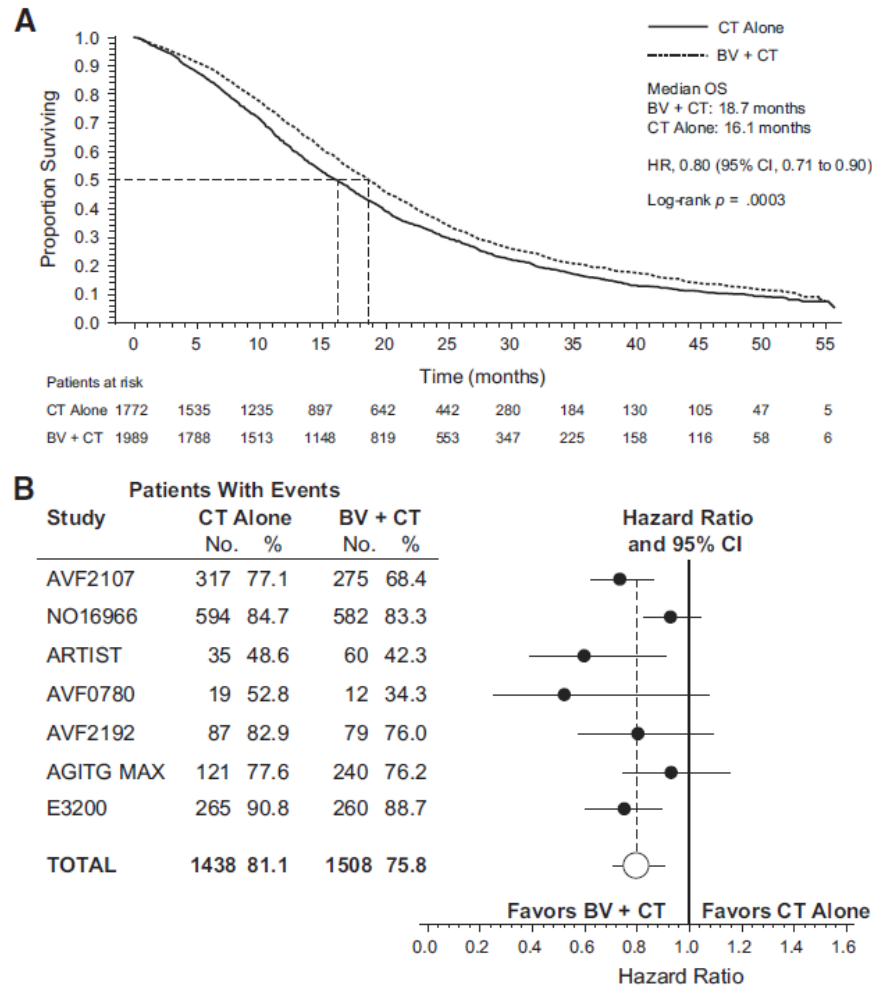 A
CT Alone
BV + CT
Median OS
BV + CT: 18.7 months
CT Alone: 16.1 months
HR, 0.80 (95% CI, 0.71 to 0.90)
Log-rank p = .0003
Proportion Surviving
1.0
0.9
0.8
0.7
0.6
0.5
0.4
0.3
0.2
0.1
0.0
0 5 10 15 20 25 30 35 40 45 50 55
Time (months)
Patients at risk
CT Alone 1772 1535 1235 897 642 442 280 184 130 105 47 5
BV + CT 1989 1788 1513 1148 819 553 347 225 158 116 58 6
B
Patients With Events
Study CT Alone BV + CT Hazard Ratio
No. % No. % and 95% CI
AVF2107 317 77.1 275 68.4
NO16966 594 84.7 582 83.3
ARTIST 35 48.6 60 42.3
AVF0780 19 52.8 12 34.3
AVF2192 87 82.9 79 76.0
AGITG MAX 121 77.6 240 76.2
E3200 265 90.8 260 88.7
TOTAL 1438 81.1 1508 75.8
Favors BV + CT Favors CT Alone
0.0 0.2 0.4 0.6 0.8 1.0 1.2 1.4 1.6
Hazard Ratio